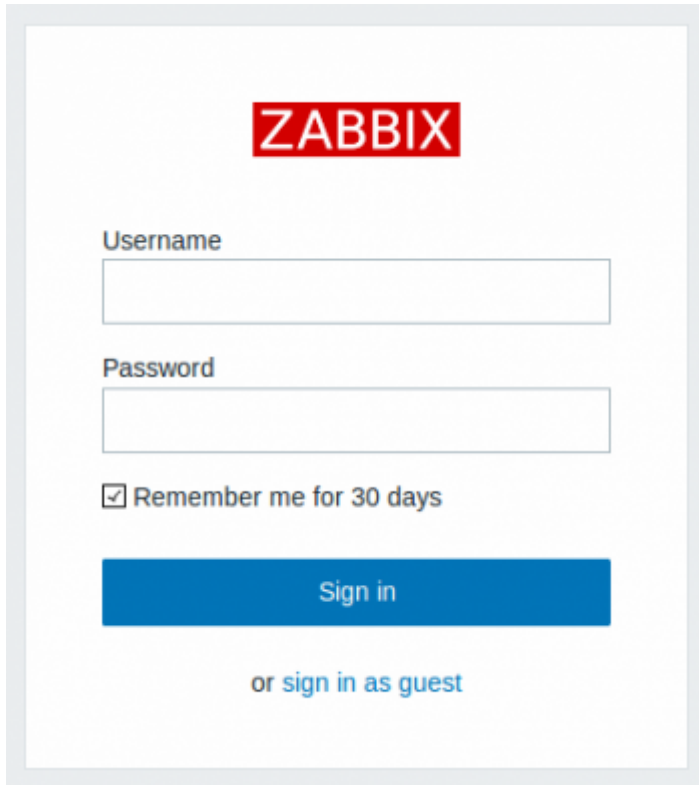 ZABBIX
Username
Password
Remember me for 30 days
Sign in
or sign in as guest